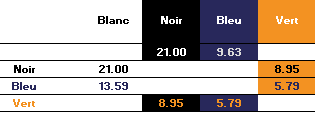 Blanc Noir Bleu Vert
21.00 9.63
Noir 21.00 8.95
Bleu 13.59 5.79
Vert 8.95 5.79